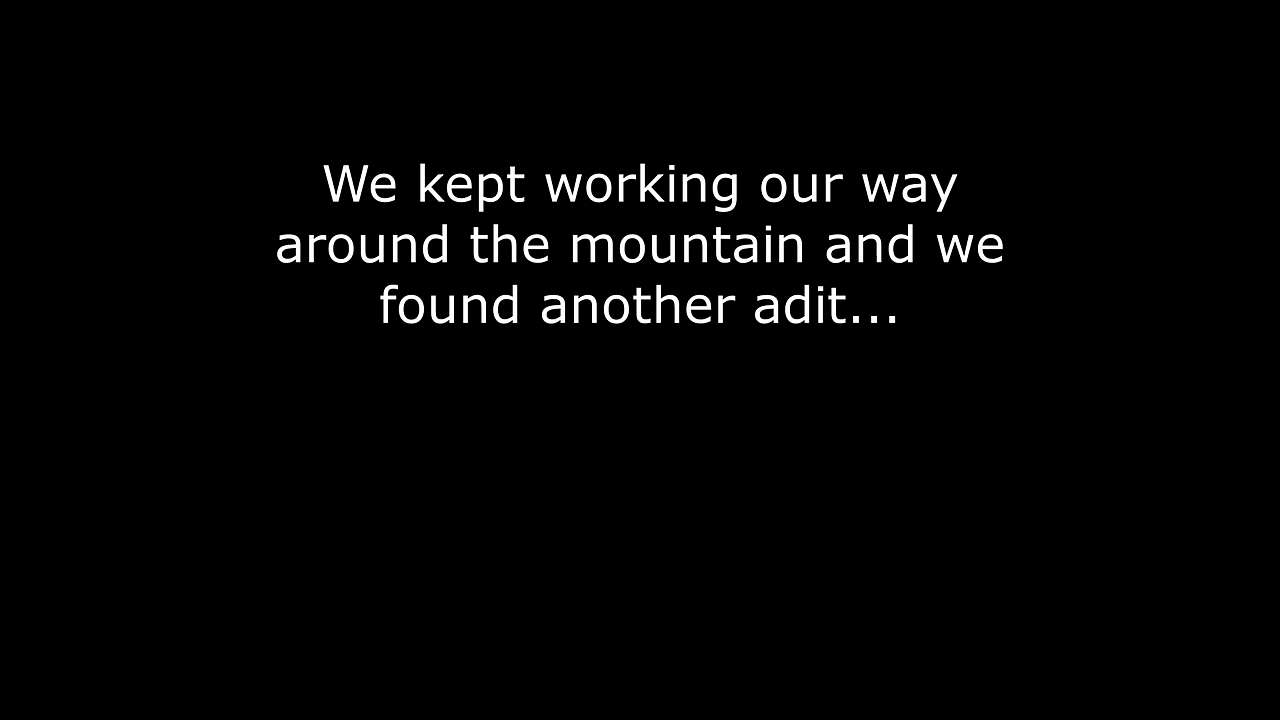 We kept working our way
around the mountain and we
found another adit...